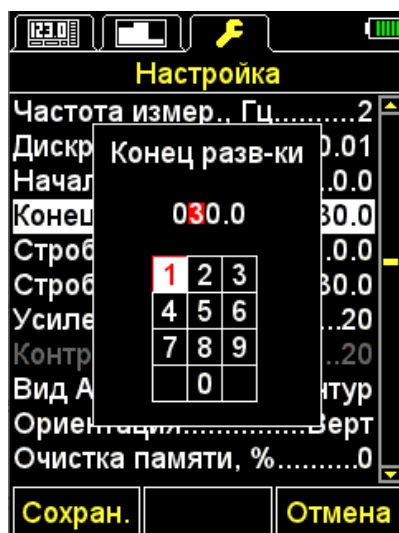 123.0
Настройка
Частота измер., Гц..........2
Дискр 0.01
Конец разв-ки
Начал ..0.0
Конец 30.0
030.0
Строб .0.0
Строб 30.0
1 2 3
Усиле ...20
4 5 6
Контр ..20
7 8 9
Вид А нтур
0
Ориентация................Верт
Очистка памяти, %..........0
Сохран. Отмена